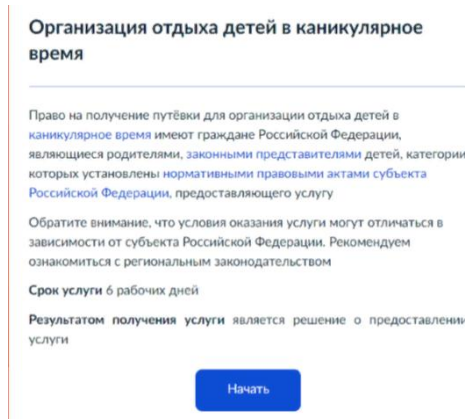 Организация отдыха детей в каникулярное
время
Право на получение путёвки для организации отдыха детей в
каникулярное время имеют граждане Российской Федерации,
являющиеся родителями, законными представителями детей, категории
которых установлены нормативными правовыми актами субъекта
Российской Федерации, предоставляющего услугу
Обратите внимание, что условия оказания услуги могут отличаться в
зависимости от субъекта Российской Федерации. Рекомендуем
ознакомиться с региональным законодательством
Срок услуги 6 рабочих дней
Результатом получения услуги является решение о предоставлении
услуги
Начать